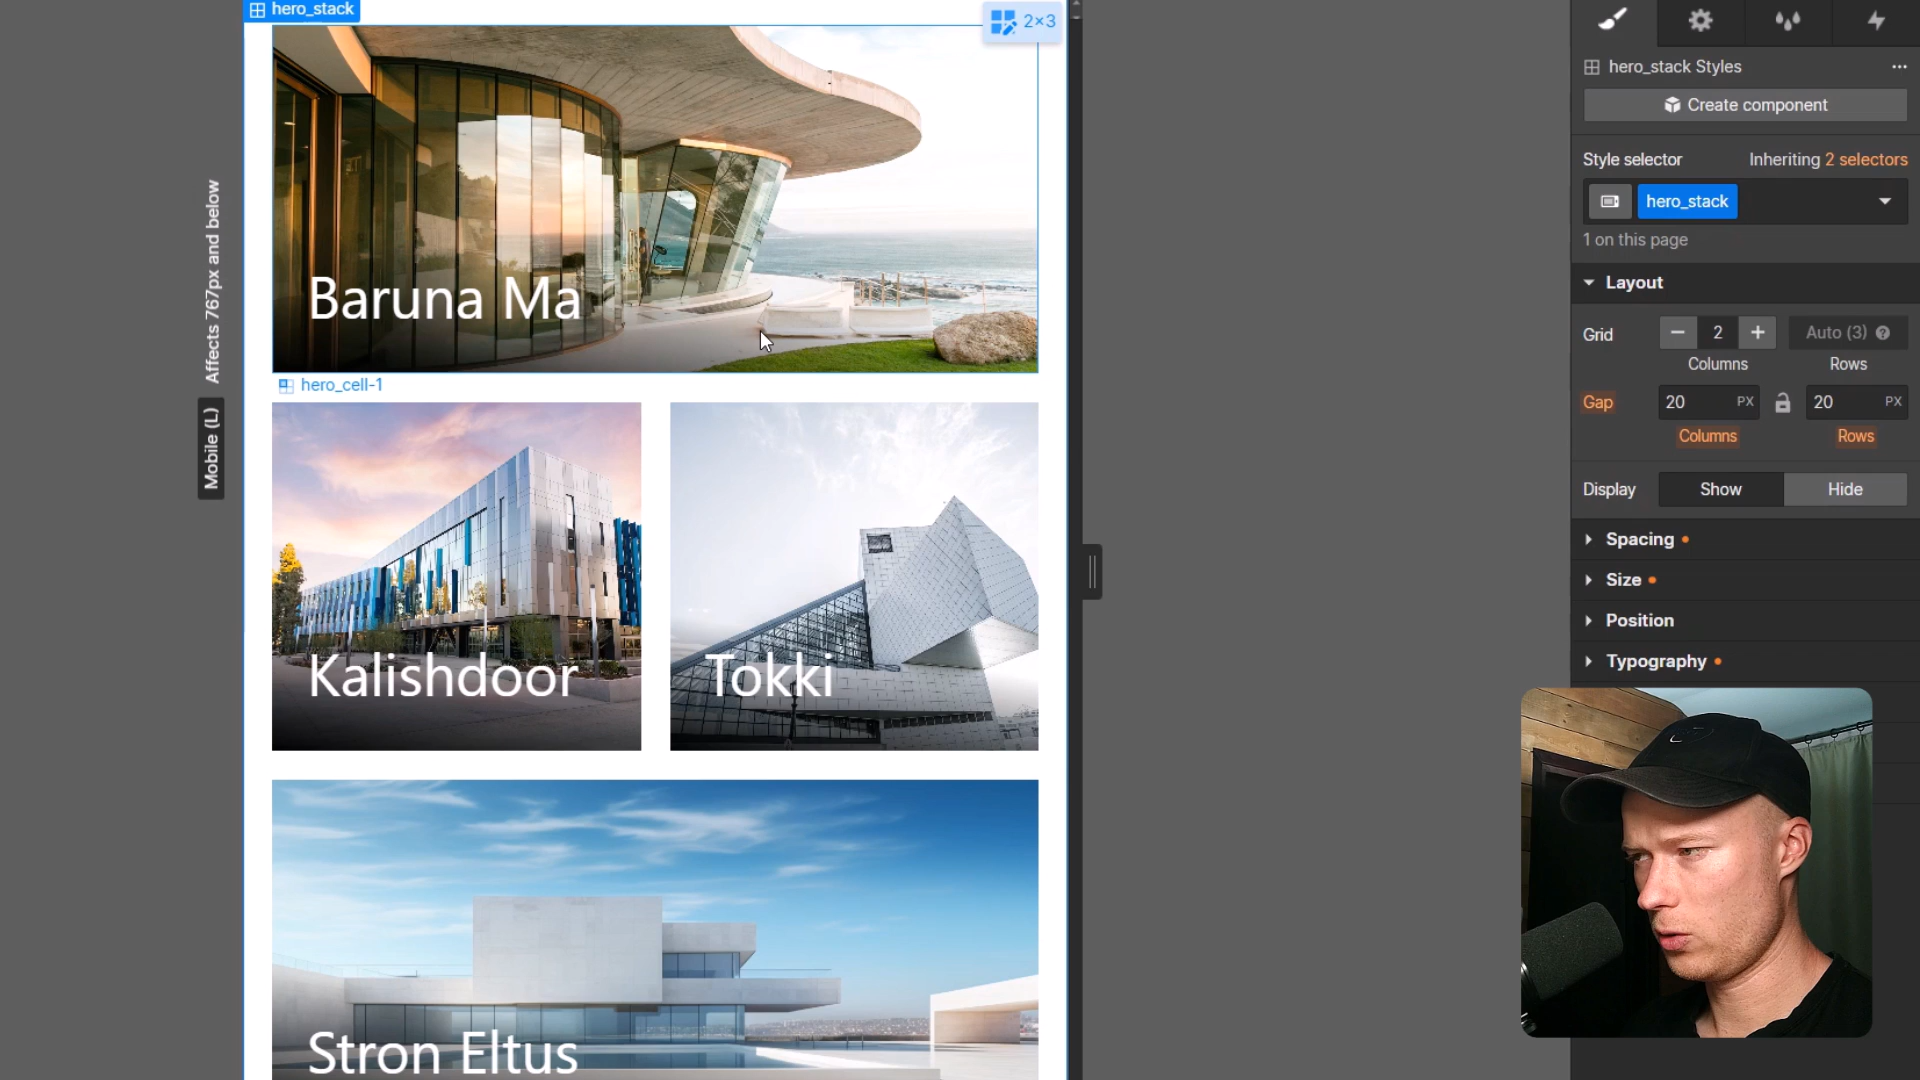 hero_stack
2×3
Baruna Ma
hero_cell-1
Kalishdoor
Tokki
Stron Eltus
Affects 767px and below
Mobile (L)
hero_stack Styles
Create component
Style selector
Inheriting 2 selectors
hero_stack
1 on this page
Layout
Grid
2
Auto (3)
Columns
Rows
Gap
20 PX
20 PX
Columns
Rows
Display
Show
Hide
Spacing
Size
Position
Typography